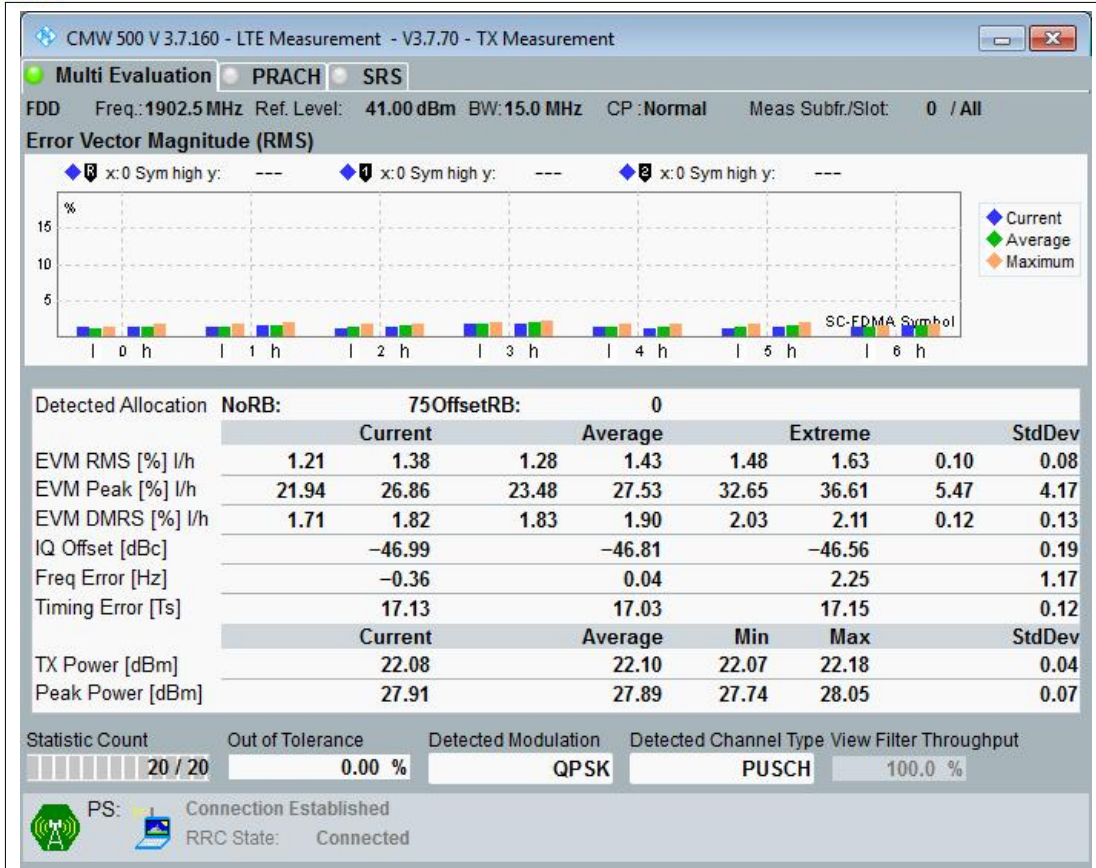 CMW 500 V 3.7.160 - LTE Measurement - V3.7.70 - TX Measurement
Multi Evaluation PRACH SRS
FDD Freq.: 1902.5 MHz Ref. Level: 41.00 dBm BW: 15.0 MHz CP : Normal Meas Subfr./Slot: 0 / All
Error Vector Magnitude (RMS)
R x: 0 Sym high y: --- 1 x: 0 Sym high y: --- 2 x: 0 Sym high y: ---
%
15
10
5
Current
Average
Maximum
SC-FDMA Symbol
l 0 h l 1 h l 2 h l 3 h l 4 h l 5 h l 6 h
Detected Allocation NoRB: 75 OffsetRB: 0
Current Average Extreme StdDev
EVM RMS [%] l/h 1.21 1.38 1.28 1.43 1.48 1.63 0.10 0.08
EVM Peak [%] l/h 21.94 26.86 23.48 27.53 32.65 36.61 5.47 4.17
EVM DMRS [%] l/h 1.71 1.82 1.83 1.90 2.03 2.11 0.12 0.13
IQ Offset [dBc] −46.99 −46.81 −46.56 0.19
Freq Error [Hz] −0.36 0.04 2.25 1.17
Timing Error [Ts] 17.13 17.03 17.15 0.12
Current Average Min Max StdDev
TX Power [dBm] 22.08 22.10 22.07 22.18 0.04
Peak Power [dBm] 27.91 27.89 27.74 28.05 0.07
Statistic Count Out of Tolerance Detected Modulation Detected Channel Type View Filter Throughput
20 / 20 0.00 % QPSK PUSCH 100.0 %
PS: Connection Established
RRC State: Connected